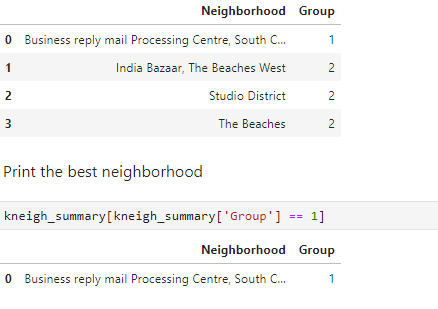 Neighborhood Group
0 Business reply mail Processing Centre, South C... 1
1 India Bazaar, The Beaches West 2
2 Studio District 2
3 The Beaches 2
Print the best neighborhood
kneigh_summary[kneigh_summary['Group'] == 1]
Neighborhood Group
0 Business reply mail Processing Centre, South C... 1